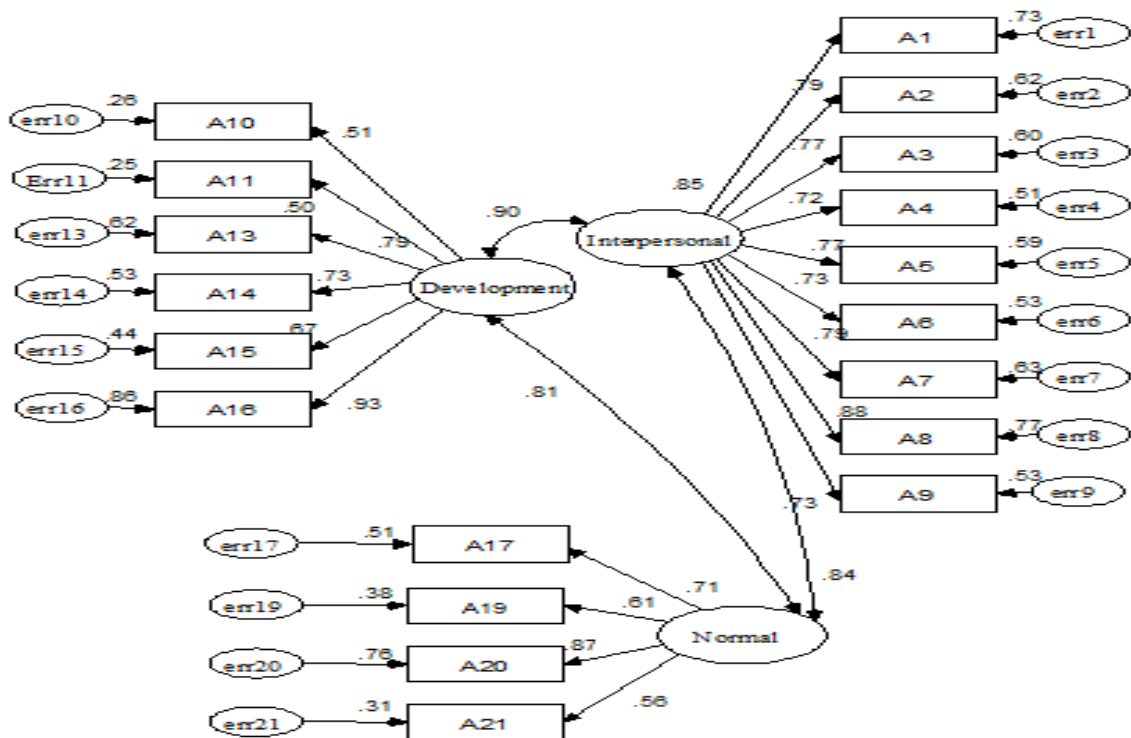 .73
A1
err1
.79
.62
A2
err2
.26
err10
A10
.51
.77
.60
A3
err3
.25
Err11
A11
.85
.72
.51
A4
err4
.50
.90
.62
err13
A13
.79
Interpersonal
.77
.59
A5
err5
.53
err14
A14
.73
Development
.73
.53
A6
err6
.44
err15
A15
.67
.79
.63
A7
err7
.86
err16
A16
.93
.81
.88
.77
A8
err8
.53
A9
err9
.73
.51
err17
A17
.71
.84
.38
err19
A19
.61
Normal
.76
err20
A20
.87
.31
err21
A21
.56